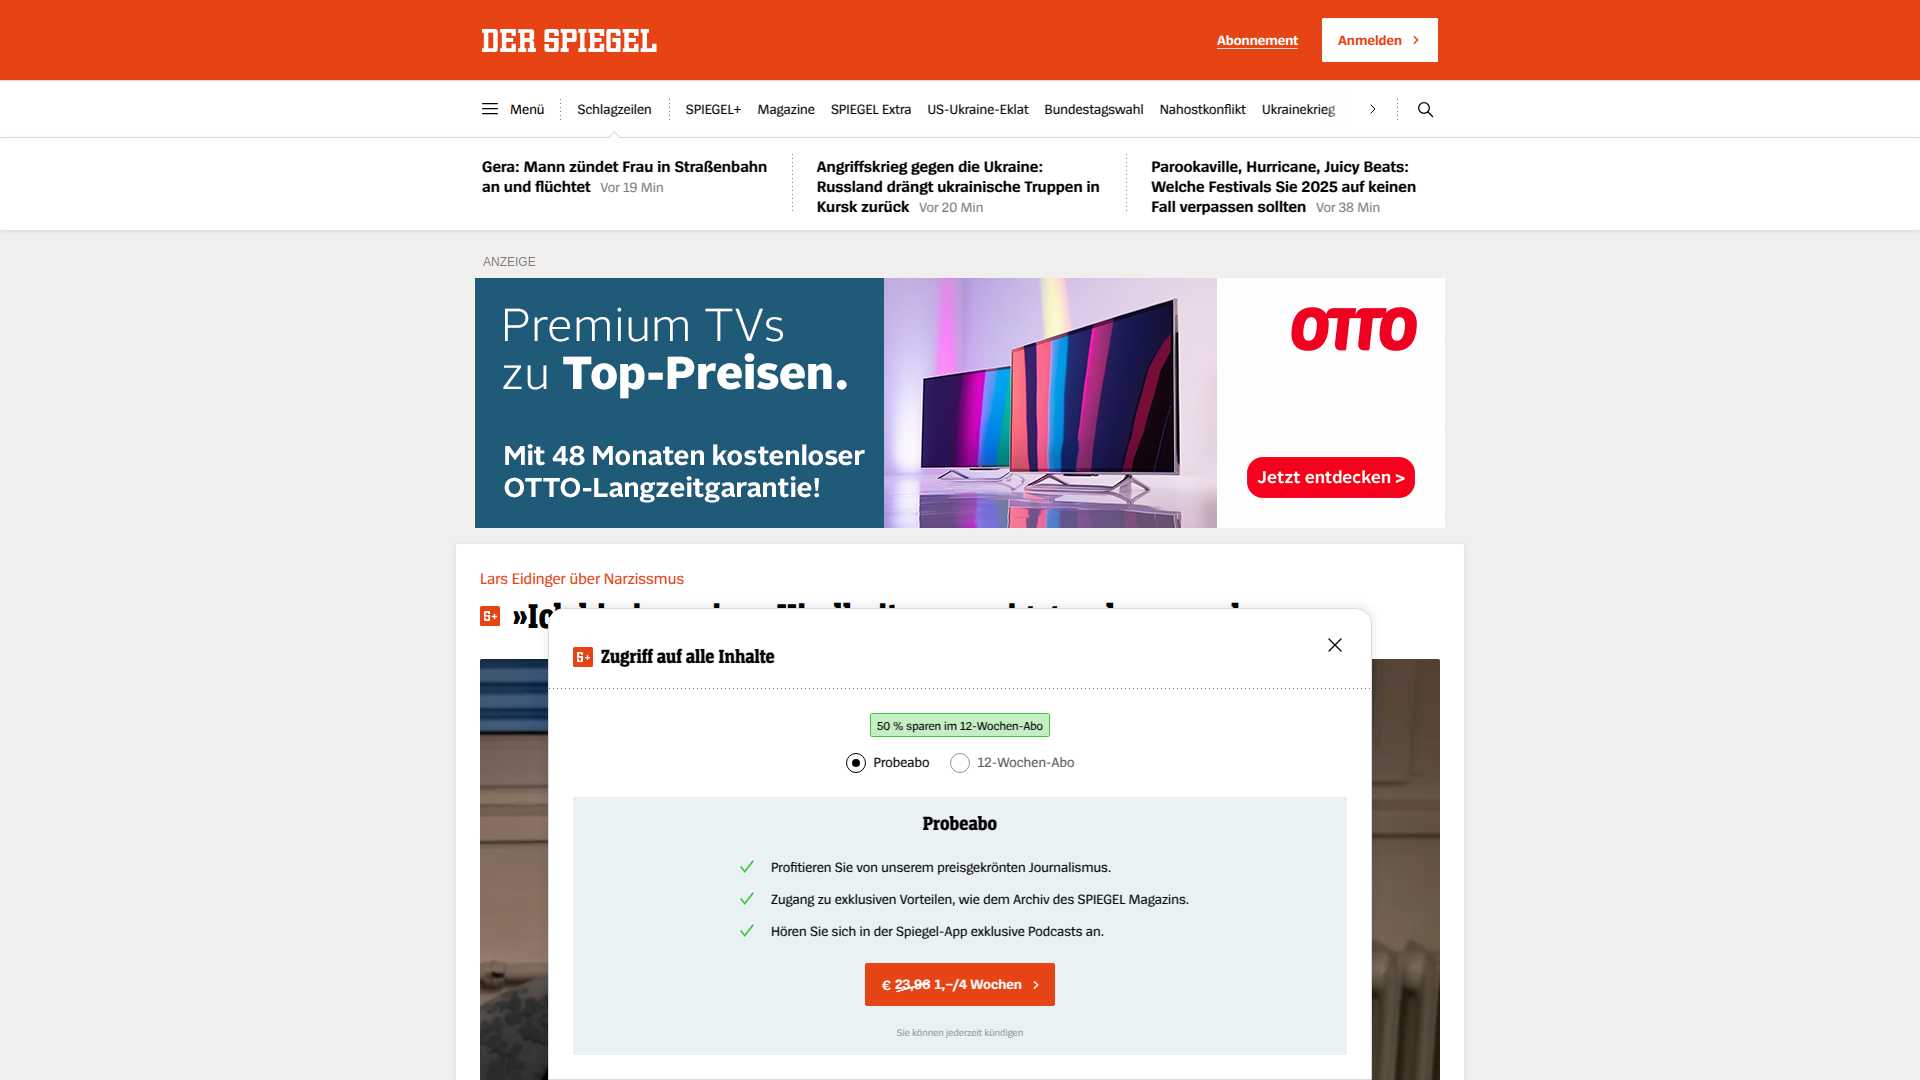 DER SPIEGEL
Abonnement
Anmelden
Menü
Schlagzeilen
SPIEGEL+
Magazine
SPIEGEL Extra
US-Ukraine-Eklat
Bundestagswahl
Nahostkonflikt
Ukrainekrieg
Gera: Mann zündet Frau in Straßenbahn
an und flüchtet Vor 19 Min
Angriffskrieg gegen die Ukraine:
Russland drängt ukrainische Truppen in
Kursk zurück Vor 20 Min
Parookaville, Hurricane, Juicy Beats:
Welche Festivals Sie 2025 auf keinen
Fall verpassen sollten Vor 38 Min
ANZEIGE
Premium TVs
zu Top-Preisen.
Mit 48 Monaten kostenloser
OTTO-Langzeitgarantie!
OTTO
Jetzt entdecken >
Lars Eidinger über Narzissmus
Zugriff auf alle Inhalte
50 % sparen im 12-Wochen-Abo
Probeabo
12-Wochen-Abo
Probeabo
Profitieren Sie von unserem preisgekrönten Journalismus.
Zugang zu exklusiven Vorteilen, wie dem Archiv des SPIEGEL Magazins.
Hören Sie sich in der Spiegel-App exklusive Podcasts an.
€ 23,96 1,–/4 Wochen
Sie können jederzeit kündigen